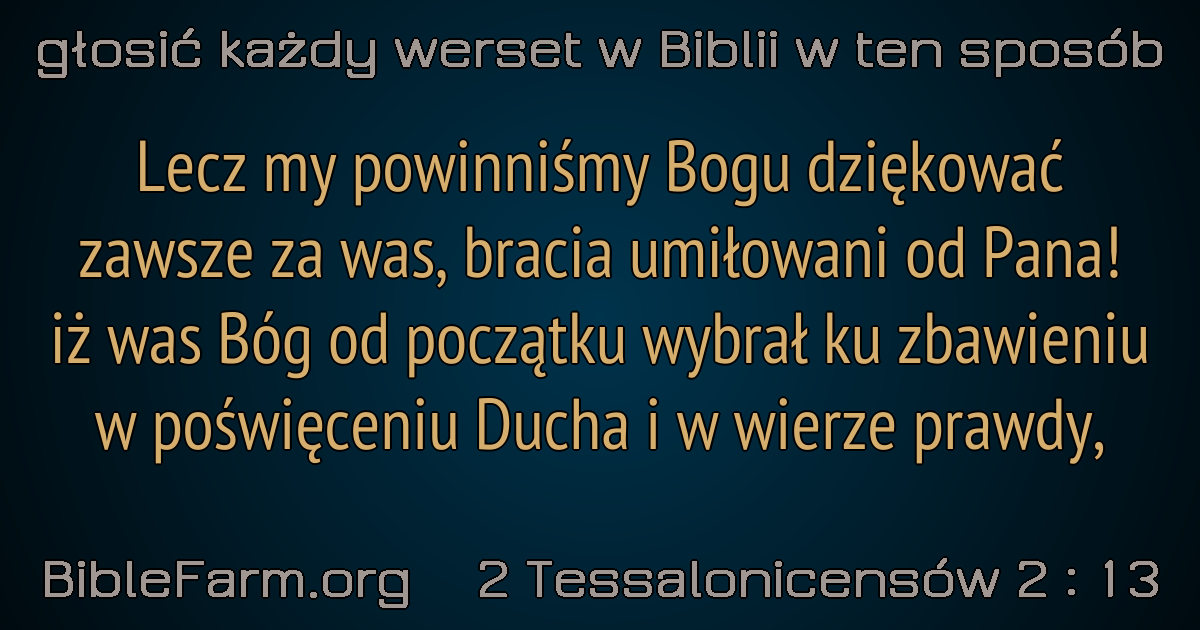 głosić każdy werset w Biblii w ten sposób
Lecz my powinniśmy Bogu dziękować
zawsze za was, bracia umiłowani od Pana!
iż was Bóg od początku wybrał ku zbawieniu
w poświęceniu Ducha i w wierze prawdy,
BibleFarm.org 2 Tessalonicensów 2 : 13